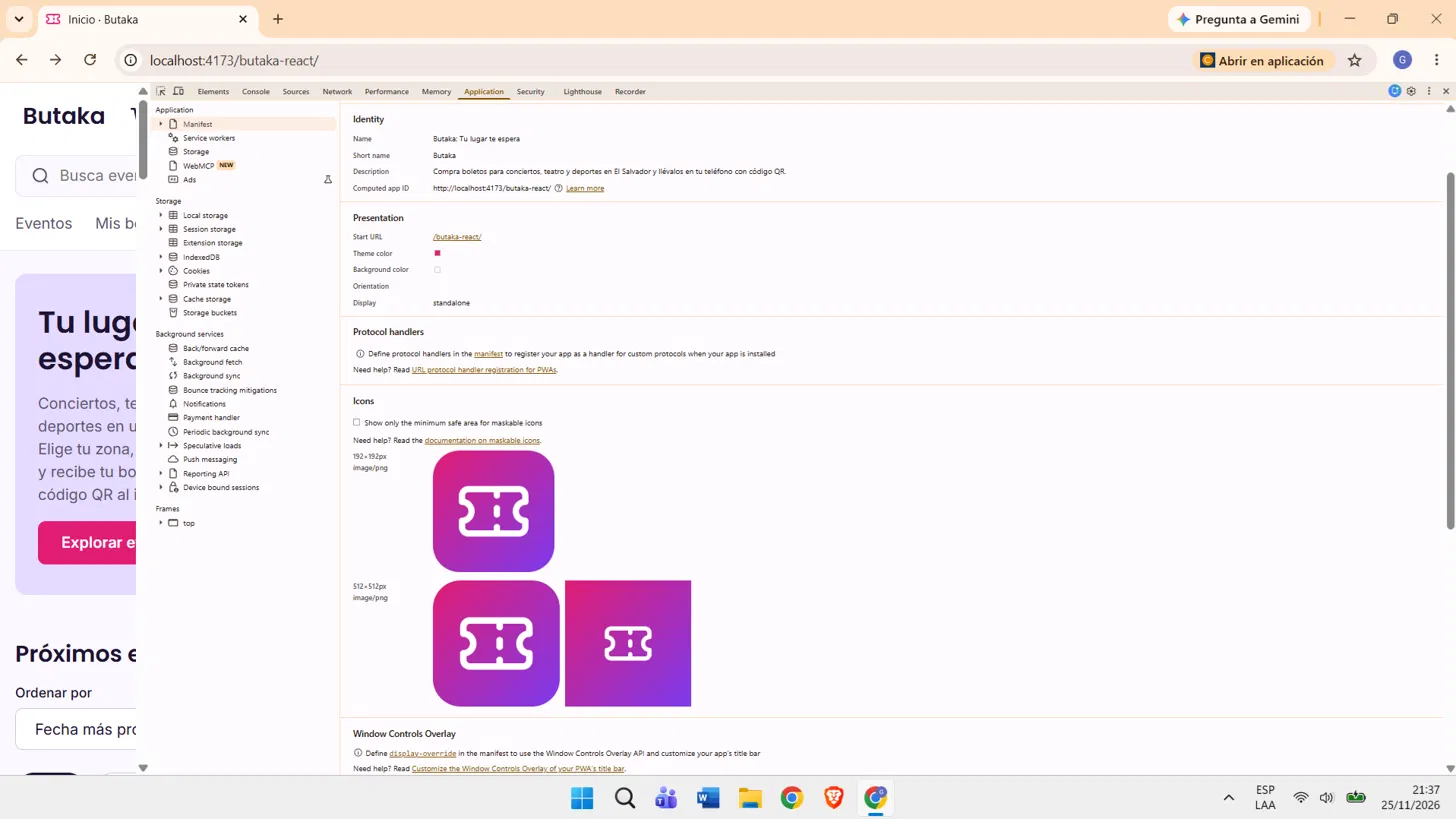 Inicio · Butaka
Pregunta a Gemini
localhost:4173/butaka-react/
Abrir en aplicación
G
Butaka
Busca ever
Eventos
Mis b
Tu lug
espera
Conciertos, te
deportes en u
Elige tu zona,
y recibe tu bo
código QR al i
Explorar e
Próximos e
Ordenar por
Fecha más pro
Elements
Console
Sources
Network
Performance
Memory
Application
Security
Lighthouse
Recorder
Application
Manifest
Service workers
Storage
WebMCP NEW
Ads
Storage
Local storage
Session storage
Extension storage
IndexedDB
Cookies
Private state tokens
Cache storage
Storage buckets
Background services
Back/forward cache
Background fetch
Background sync
Bounce tracking mitigations
Notifications
Payment handler
Periodic background sync
Speculative loads
Push messaging
Reporting API
Device bound sessions
Frames
top
Identity
Name Butaka: Tu lugar te espera
Short name Butaka
Description Compra boletos para conciertos, teatro y deportes en El Salvador y llévalos en tu teléfono con código QR.
Computed app ID http://localhost:4173/butaka-react/ Learn more
Presentation
Start URL /butaka-react/
Theme color
Background color
Orientation
Display standalone
Protocol handlers
Define protocol handlers in the manifest to register your app as a handler for custom protocols when your app is installed
Need help? Read URL protocol handler registration for PWAs.
Icons
Show only the minimum safe area for maskable icons
Need help? Read the documentation on maskable icons.
192×192px
image/png
512×512px
image/png
Window Controls Overlay
Define display-override in the manifest to use the Window Controls Overlay API and customize your app's title bar
Need help? Read Customize the Window Controls Overlay of your PWA's title bar.
ESP
LAA
21:37
25/11/2026